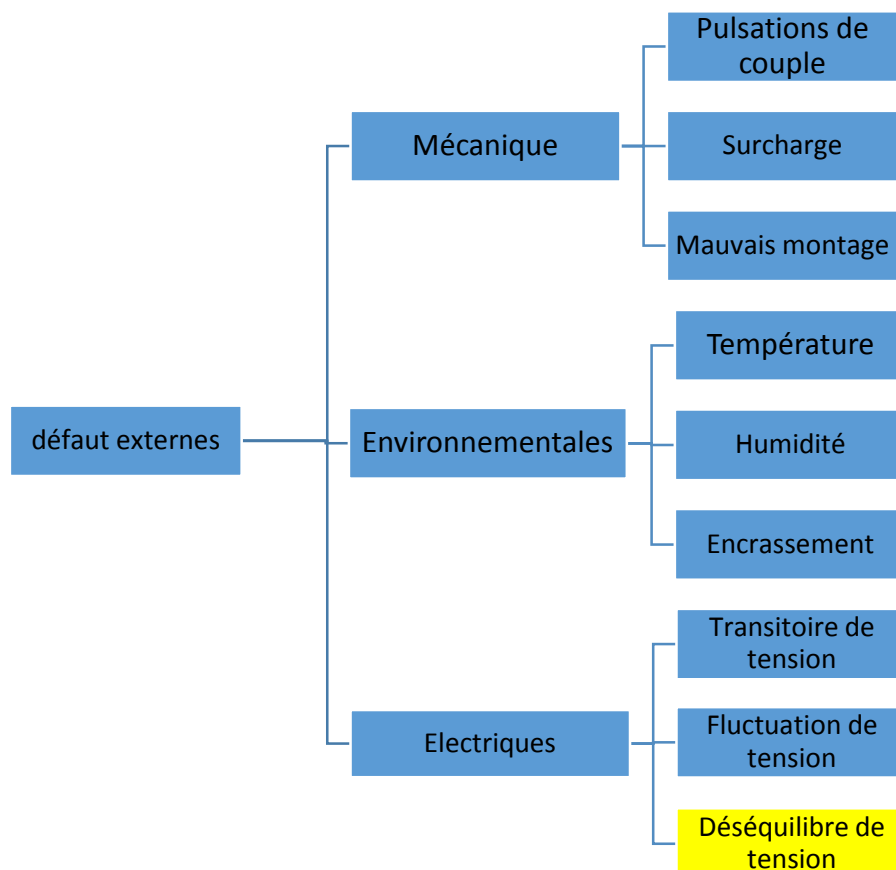 Pulsations de
couple
Mécanique
Surcharge
Mauvais montage
Température
défaut externes
Environnementales
Humidité
Encrassement
Transitoire de
tension
Electriques
Fluctuation de
tension
Déséquilibre de
tension